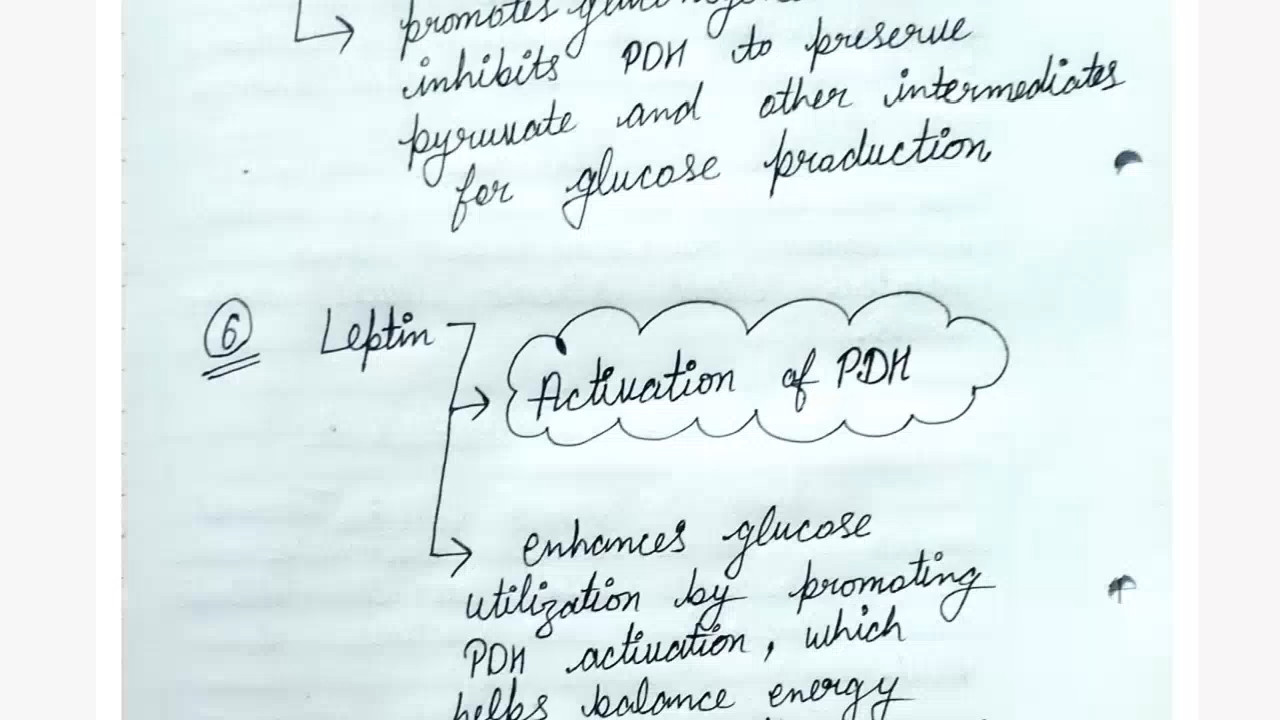 promotes
inhibits PDH to preserve
pyruvate and other intermediates
for glucose production
6 Leptin
Activation of PDH
enhances glucose
utilization by promoting
PDH activation, which
helps balance energy